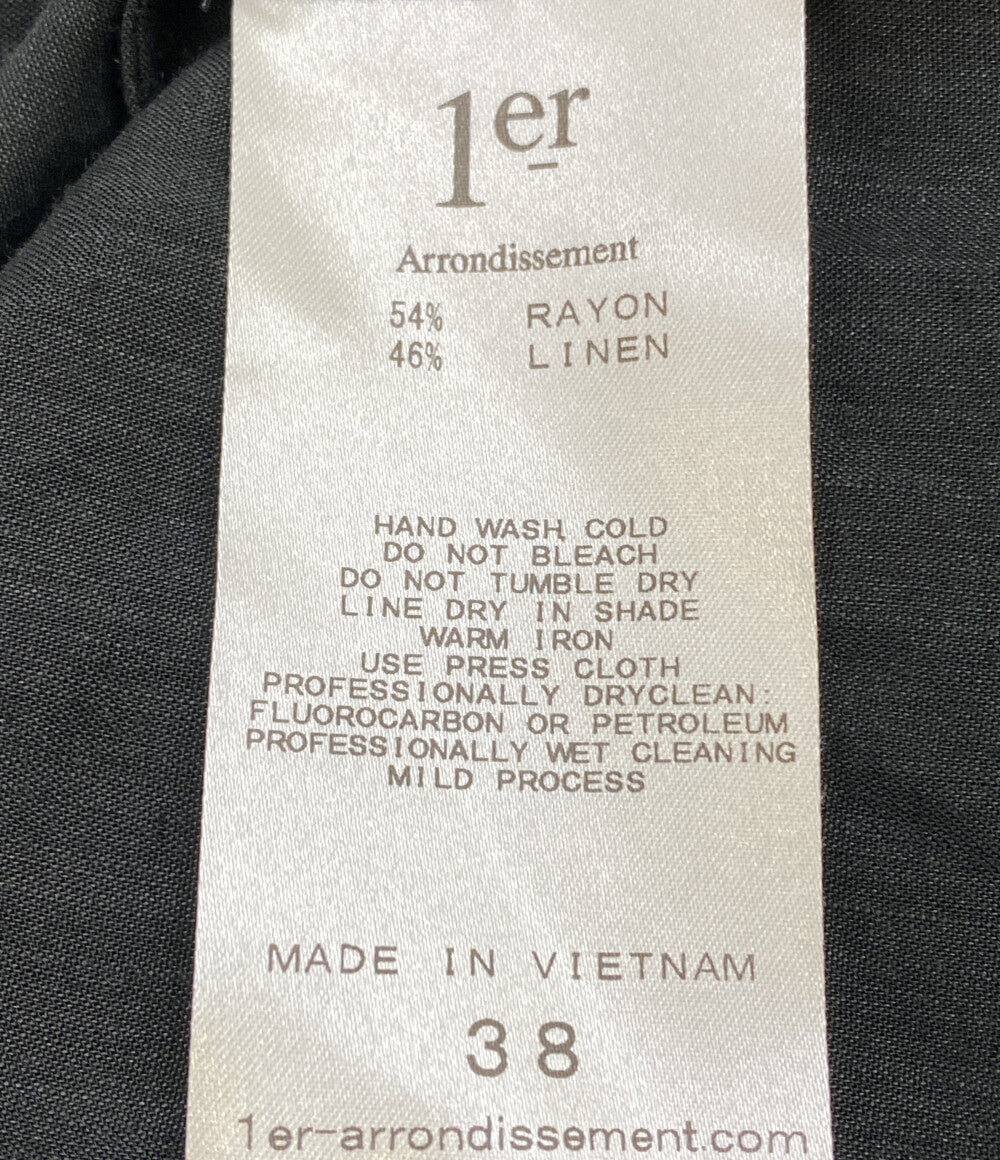 1er
Arrondissement
54% RAYON
46% LINEN
HAND WASH COLD
DO NOT BLEACH
DO NOT TUMBLE DRY
LINE DRY IN SHADE
WARM IRON
USE PRESS CLOTH
PROFESSIONALLY DRYCLEAN:
FLUOROCARBON OR PETROLEUM
PROFESSIONALLY WET CLEANING
MILD PROCESS
MADE IN VIETNAM
38
1er-arrondissement.com